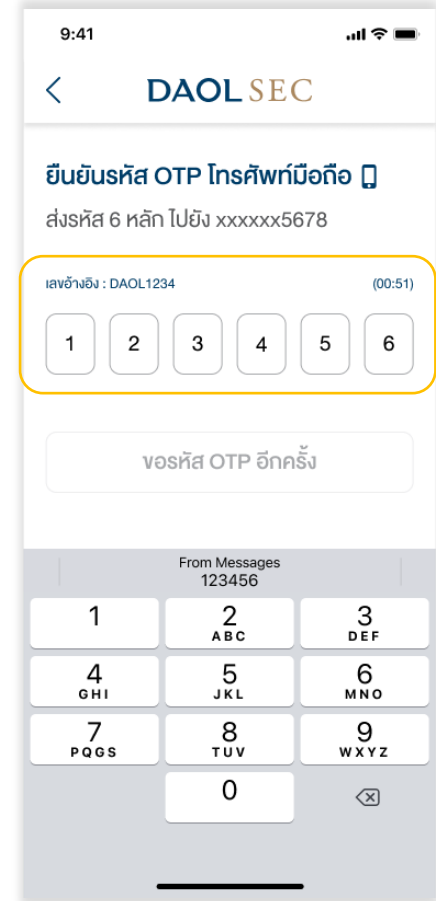 9:41
DAOL SEC
ยืนยันรหัส OTP โทรศัพท์มือถือ
ส่งรหัส 6 หลัก ไปยัง xxxxxx5678
เลขอ้างอิง : DAOL1234 (00:51)
1 2 3 4 5 6
ขอรหัส OTP อีกครั้ง
From Messages
123456
1 2 3
ABC DEF
4 5 6
GHI JKL MNO
7 8 9
PQGS TUV WXYZ
0